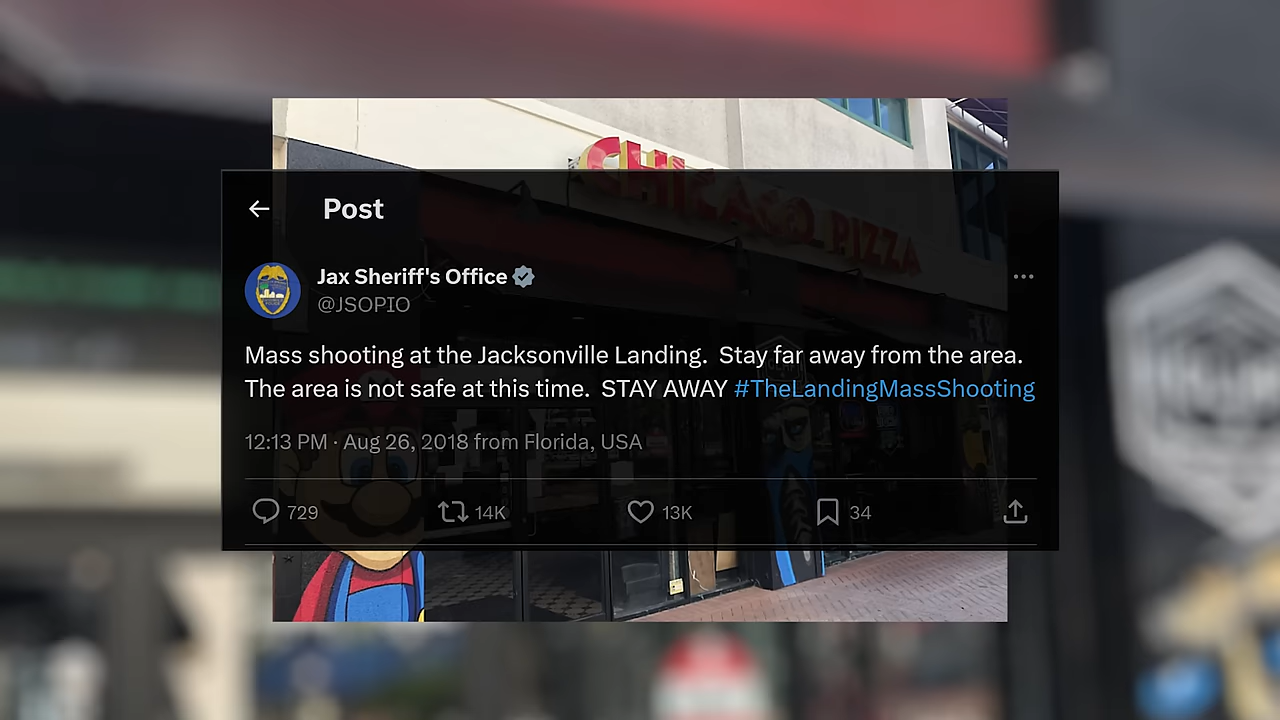 CHICAGO PIZZA
Post
Jax Sheriff's Office
@JSOPIO
Mass shooting at the Jacksonville Landing.  Stay far away from the area.
The area is not safe at this time.  STAY AWAY #TheLandingMassShooting
12:13 PM · Aug 26, 2018 from Florida, USA
729 14K 13K 34